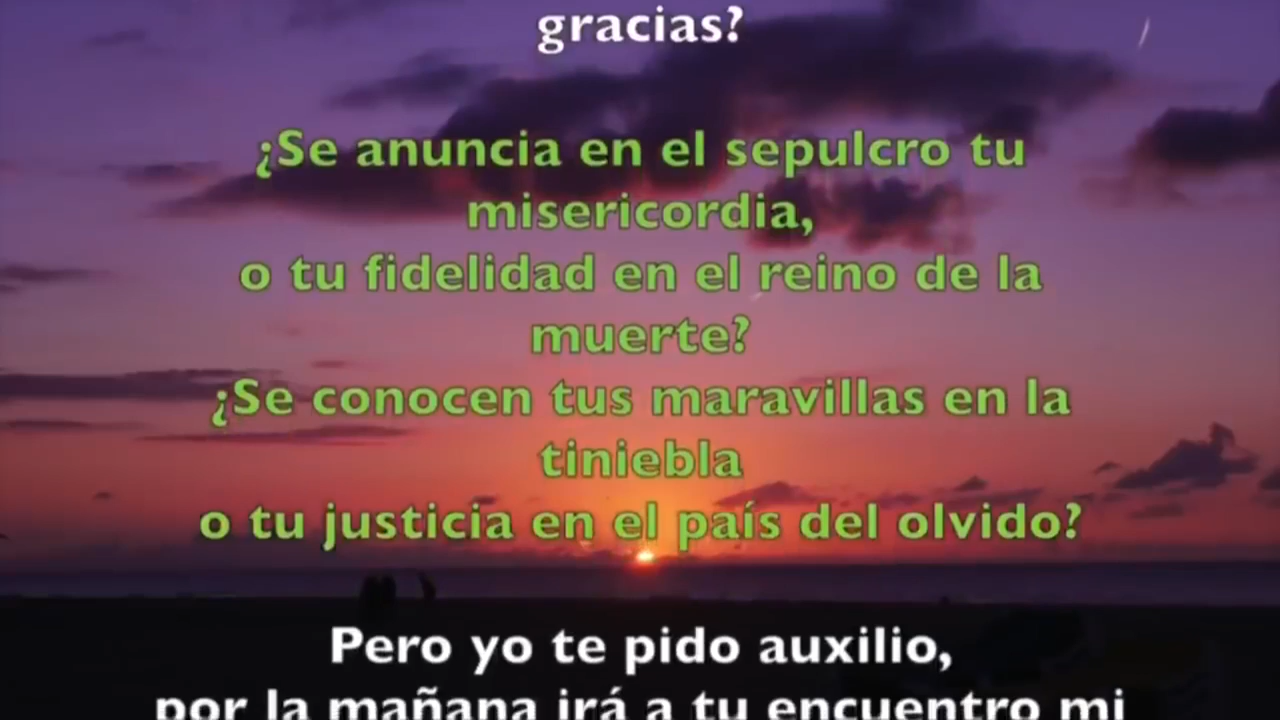 gracias?
¿Se anuncia en el sepulcro tu
misericordia,
o tu fidelidad en el reino de la
muerte?
¿Se conocen tus maravillas en la
tiniebla
o tu justicia en el país del olvido?
Pero yo te pido auxilio,
por la mañana irá a tu encuentro mi